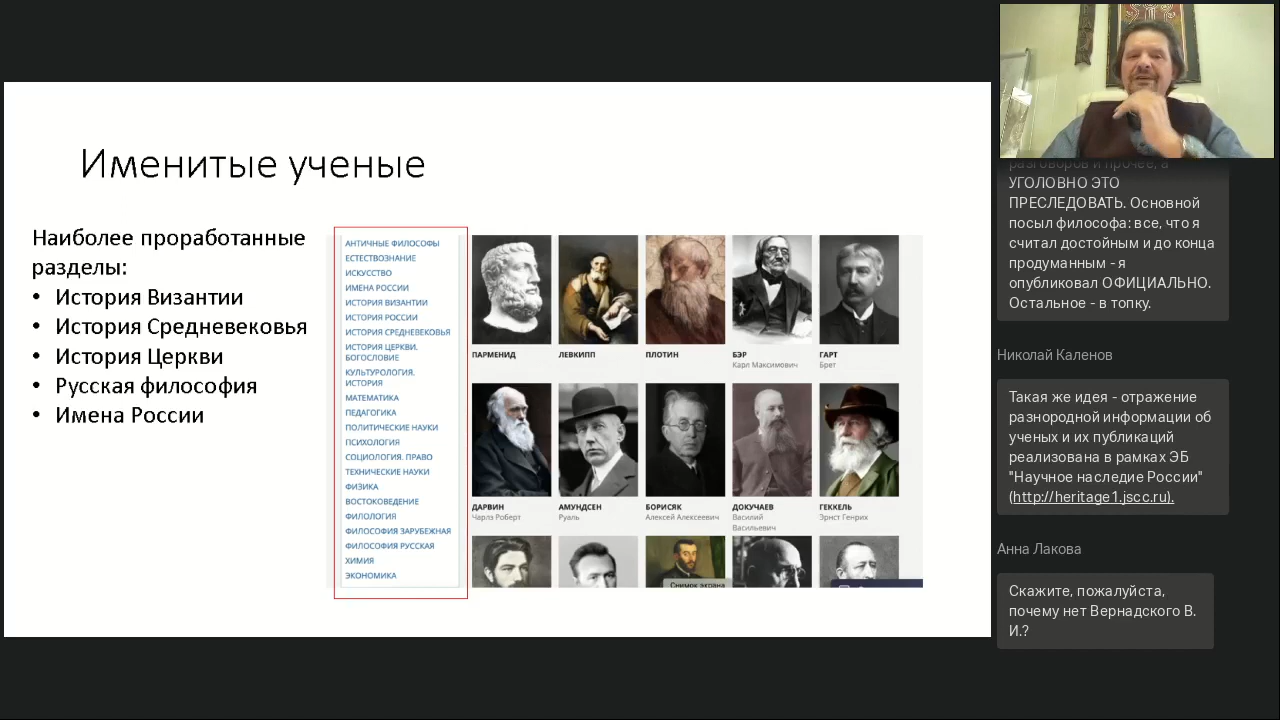 Именитые ученые
Наиболее проработанные
разделы:
• История Византии
• История Средневековья
• История Церкви
• Русская философия
• Имена России
АНТИЧНЫЕ ФИЛОСОФЫ
ЕСТЕСТВОЗНАНИЕ
ИСКУССТВО
ИМЕНА РОССИИ
ИСТОРИЯ ВИЗАНТИИ
ИСТОРИЯ РОССИИ
ИСТОРИЯ СРЕДНЕВЕКОВЬЯ
ИСТОРИЯ ЦЕРКВИ.
БОГОСЛОВИЕ
КУЛЬТУРОЛОГИЯ.
ИСТОРИЯ
МАТЕМАТИКА
ПЕДАГОГИКА
ПОЛИТИЧЕСКИЕ НАУКИ
ПСИХОЛОГИЯ
СОЦИОЛОГИЯ. ПРАВО
ТЕХНИЧЕСКИЕ НАУКИ
ФИЗИКА
ВОСТОКОВЕДЕНИЕ
ФИЛОЛОГИЯ
ФИЛОСОФИЯ ЗАРУБЕЖНАЯ
ФИЛОСОФИЯ РУССКАЯ
ХИМИЯ
ЭКОНОМИКА
ПАРМЕНИД
ЛЕВКИПП
ПЛОТИН
БЭР
Карл Максимович
ГАРТ
Брет
ДАРВИН
Чарлз Роберт
АМУНДСЕН
Руаль
БОРИСЯК
Алексей Алексеевич
ДОКУЧАЕВ
Василий
Васильевич
ГЕККЕЛЬ
Эрнст Генрих
Снимок экрана
разговоров и прочее, а
УГОЛОВНО ЭТО
ПРЕСЛЕДОВАТЬ. Основной
посыл философа: все, что я
считал достойным и до конца
продуманным - я
опубликовал ОФИЦИАЛЬНО.
Остальное - в топку.
Николай Каленов
Такая же идея - отражение
разнородной информации об
ученых и их публикаций
реализована в рамках ЭБ
"Научное наследие России"
(http://heritage1.jscc.ru).
Анна Лакова
Скажите, пожалуйста,
почему нет Вернадского В.
И.?